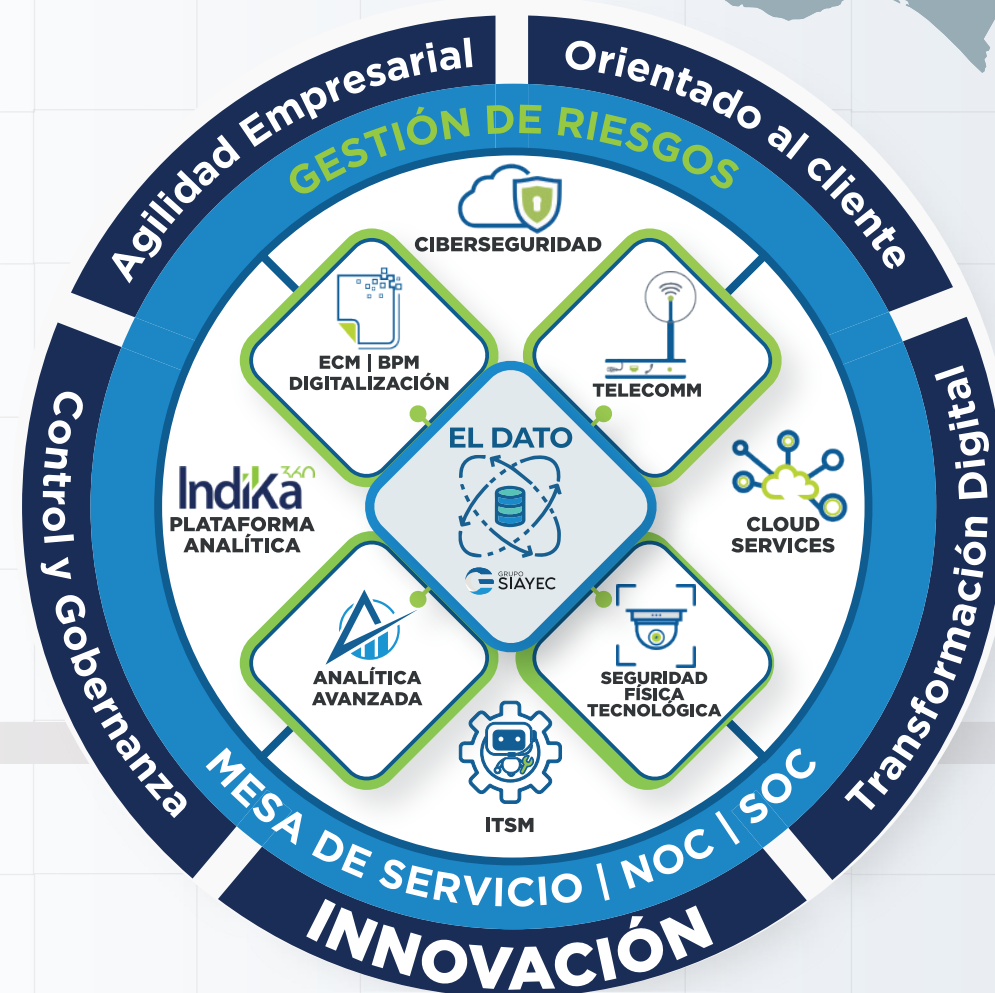 Agilidad Empresarial
Orientado al cliente
GESTIÓN DE RIESGOS
CIBERSEGURIDAD
ECM | BPM
DIGITALIZACIÓN
TELECOMM
EL DATO
GRUPO
SIAYEC
Indika 360
PLATAFORMA
ANALÍTICA
CLOUD
SERVICES
ANALÍTICA
AVANZADA
SEGURIDAD
FÍSICA
TECNOLÓGICA
ITSM
Control y Gobernanza
Transformación Digital
MESA DE SERVICIO | NOC | SOC
INNOVACIÓN